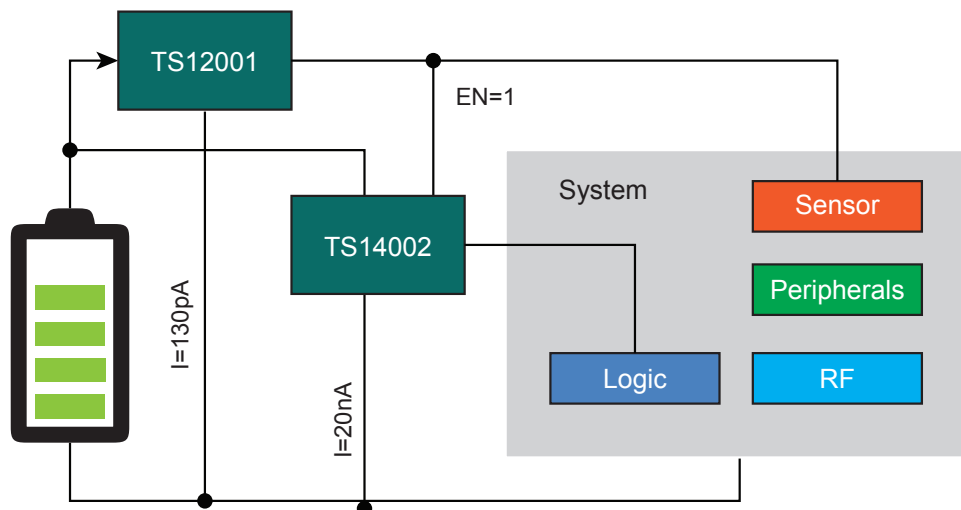 TS12001
EN=1
System
Sensor
TS14002
Peripherals
I=130pA
Logic
RF
I=20nA